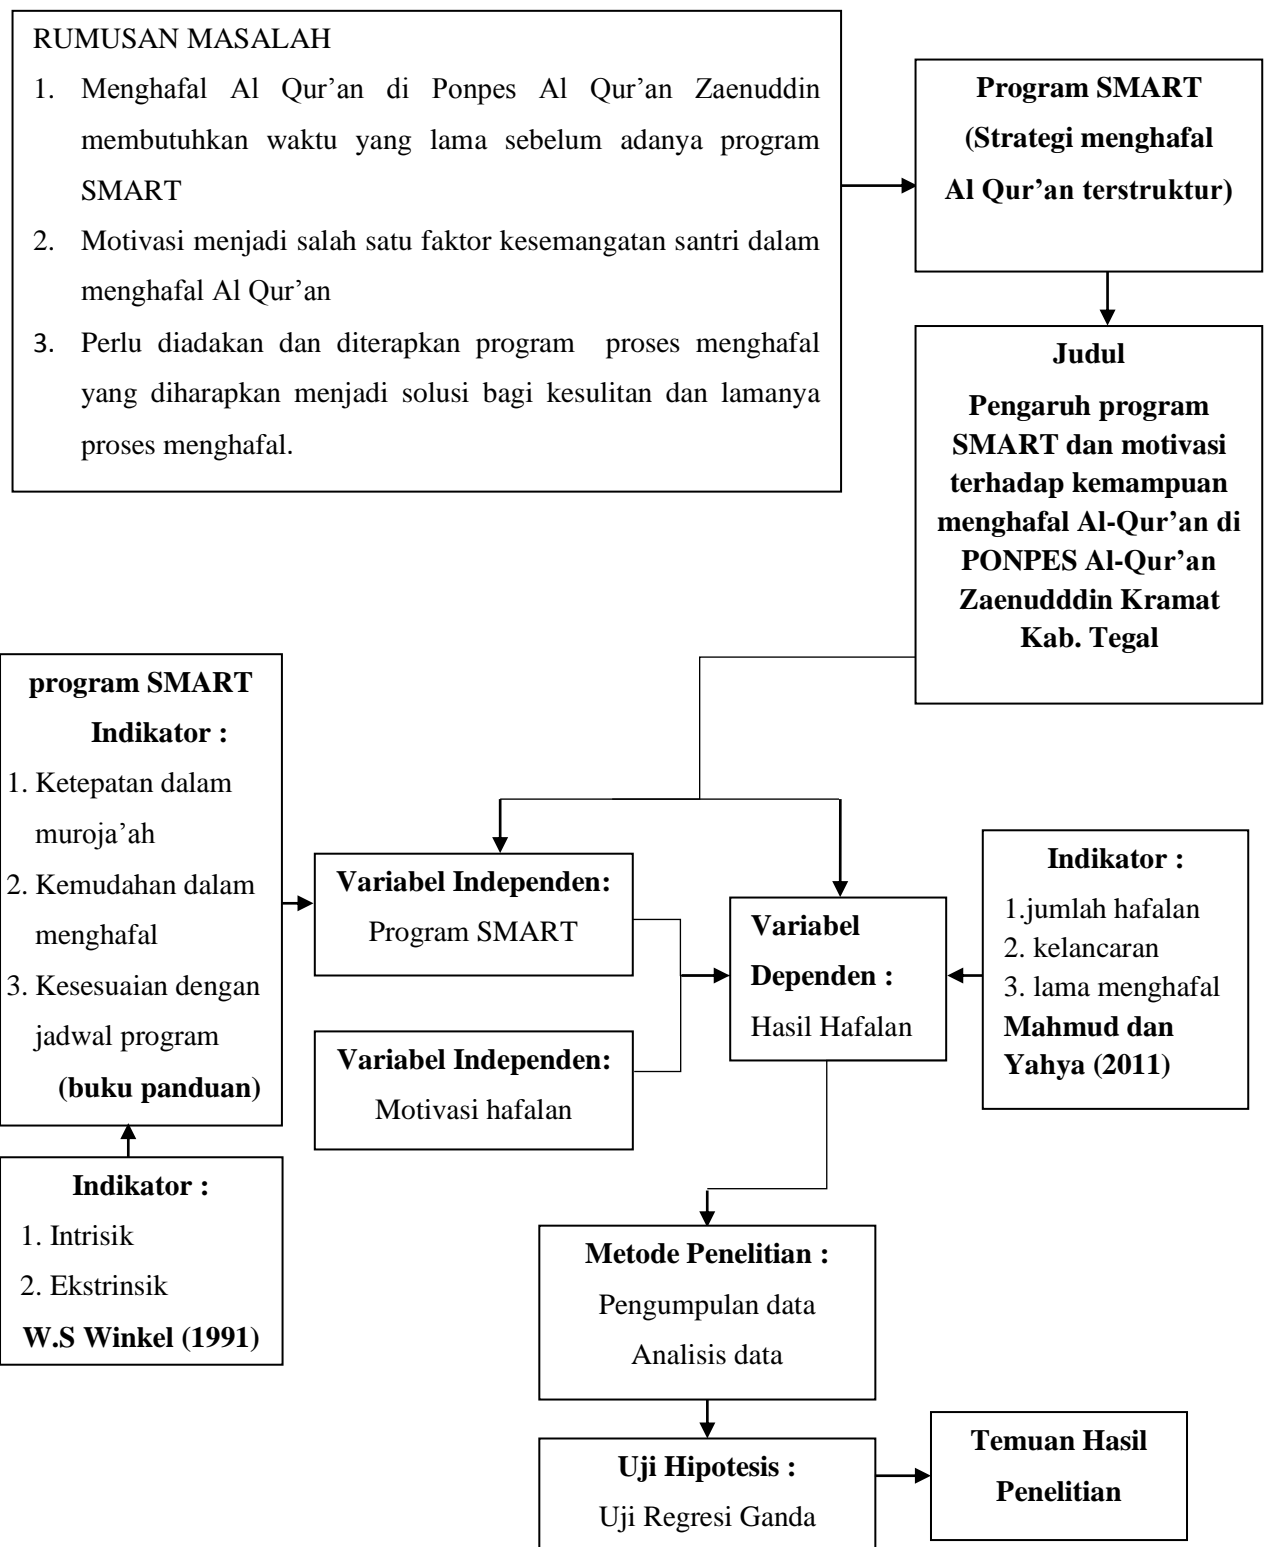 RUMUSAN MASALAH
1. Menghafal Al Qur’an di Ponpes Al Qur’an Zaenuddin
membutuhkan waktu yang lama sebelum adanya program
SMART
2. Motivasi menjadi salah satu faktor kesemangatan santri dalam
menghafal Al Qur’an
3. Perlu diadakan dan diterapkan program proses menghafal
yang diharapkan menjadi solusi bagi kesulitan dan lamanya
proses menghafal.
Program SMART
(Strategi menghafal
Al Qur’an terstruktur)
Judul
Pengaruh program
SMART dan motivasi
terhadap kemampuan
menghafal Al-Qur’an di
PONPES Al-Qur’an
Zaenudddin Kramat
Kab. Tegal
program SMART
Indikator :
1. Ketepatan dalam
muroja’ah
2. Kemudahan dalam
menghafal
3. Kesesuaian dengan
jadwal program
(buku panduan)
Variabel Independen:
Program SMART
Variabel Independen:
Motivasi hafalan
Variabel
Dependen :
Hasil Hafalan
Indikator :
1.jumlah hafalan
2. kelancaran
3. lama menghafal
Mahmud dan
Yahya (2011)
Indikator :
1. Intrisik
2. Ekstrinsik
W.S Winkel (1991)
Metode Penelitian :
Pengumpulan data
Analisis data
Uji Hipotesis :
Uji Regresi Ganda
Temuan Hasil
Penelitian